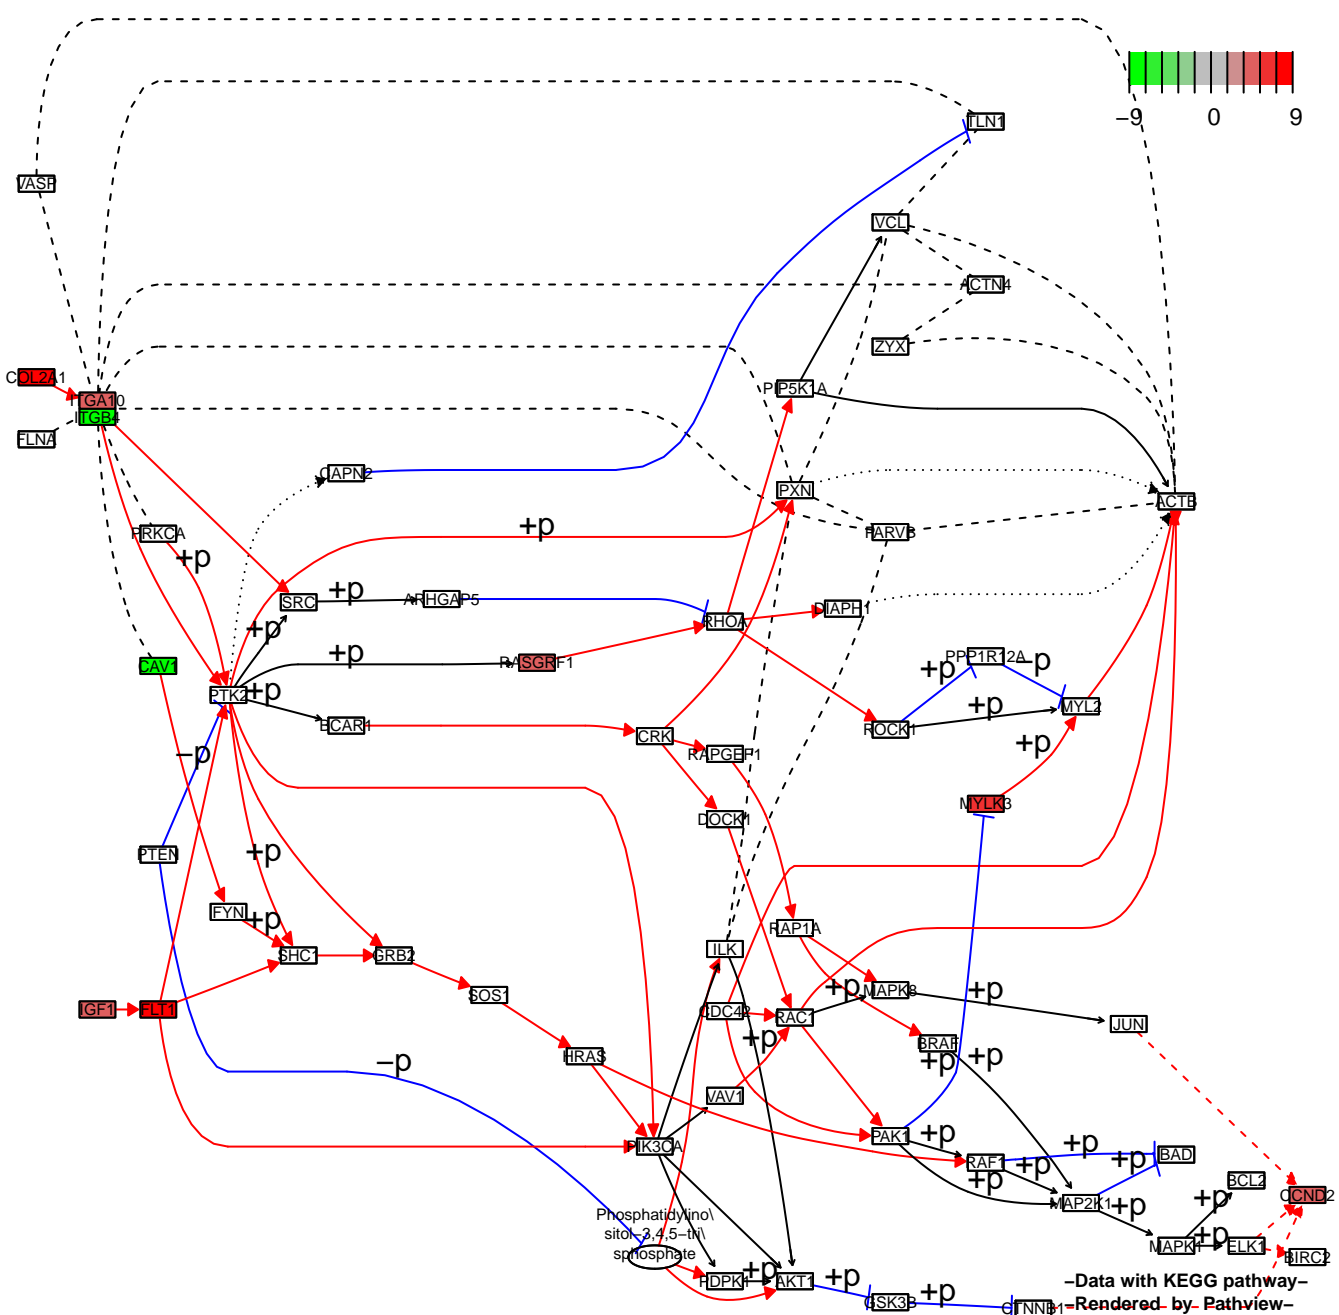 −9 0 9
TLN1
VASP
VCL
ACTN4
ZYX
COL2A1
PIP5K1A
ITGA10
ITGB4
FLNA
CAPN2
PXN
ACTB
PRKCA
PARVB
+p
+p
SRC
+p
ARHGAP5
DIAPH1
RHOA
+p
+p
CAV1
RASGRF1
PPP1R12A
−p
+p
PTK2
+p
MYL2
+p
BCAR1
ROCK1
CRK
+p
RAPGEF1
−p
MYLK3
DOCK1
PTEN
+p
FYN
+p
RAP1A
SHC1
GRB2
ILK
SOS1
+p
MAPK8
+p
IGF1
FLT1
CDC42
RAC1
JUN
+p
BRAF
HRAS
+p
+p
−p
VAV1
PAK1
+p
PIK3CA
+p
BAD
RAF1
+p
+p
+p
BCL2
CCND2
MAP2K1
+p
+p
Phosphatidylino\
sitol−3,4,5−tri\
sphosphate
MAPK1
+p
ELK1
BIRC2
PDPK1
+p
AKT1
+p
−Data with KEGG pathway−
GSK3B
+p
CTNNB1
−Rendered by Pathview−